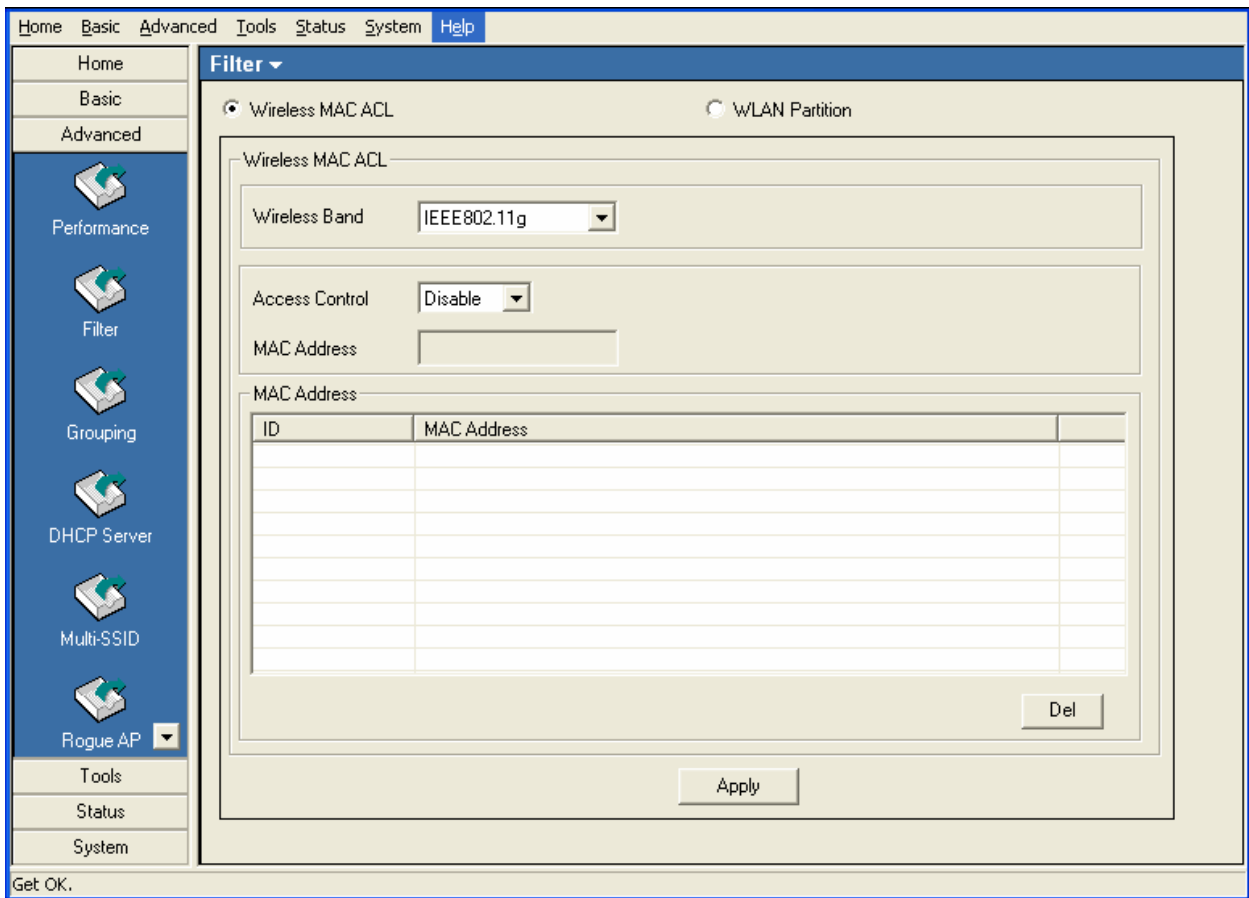 Home Basic Advanced Tools Status System Help
Home
Basic
Advanced
Performance
Filter
Grouping
DHCP Server
Multi-SSID
Rogue AP
Tools
Status
System
Filter
Wireless MAC ACL WLAN Partition
Wireless MAC ACL
Wireless Band IEEE802.11g
Access Control Disable
MAC Address
MAC Address
ID MAC Address
Del
Apply
Get OK.